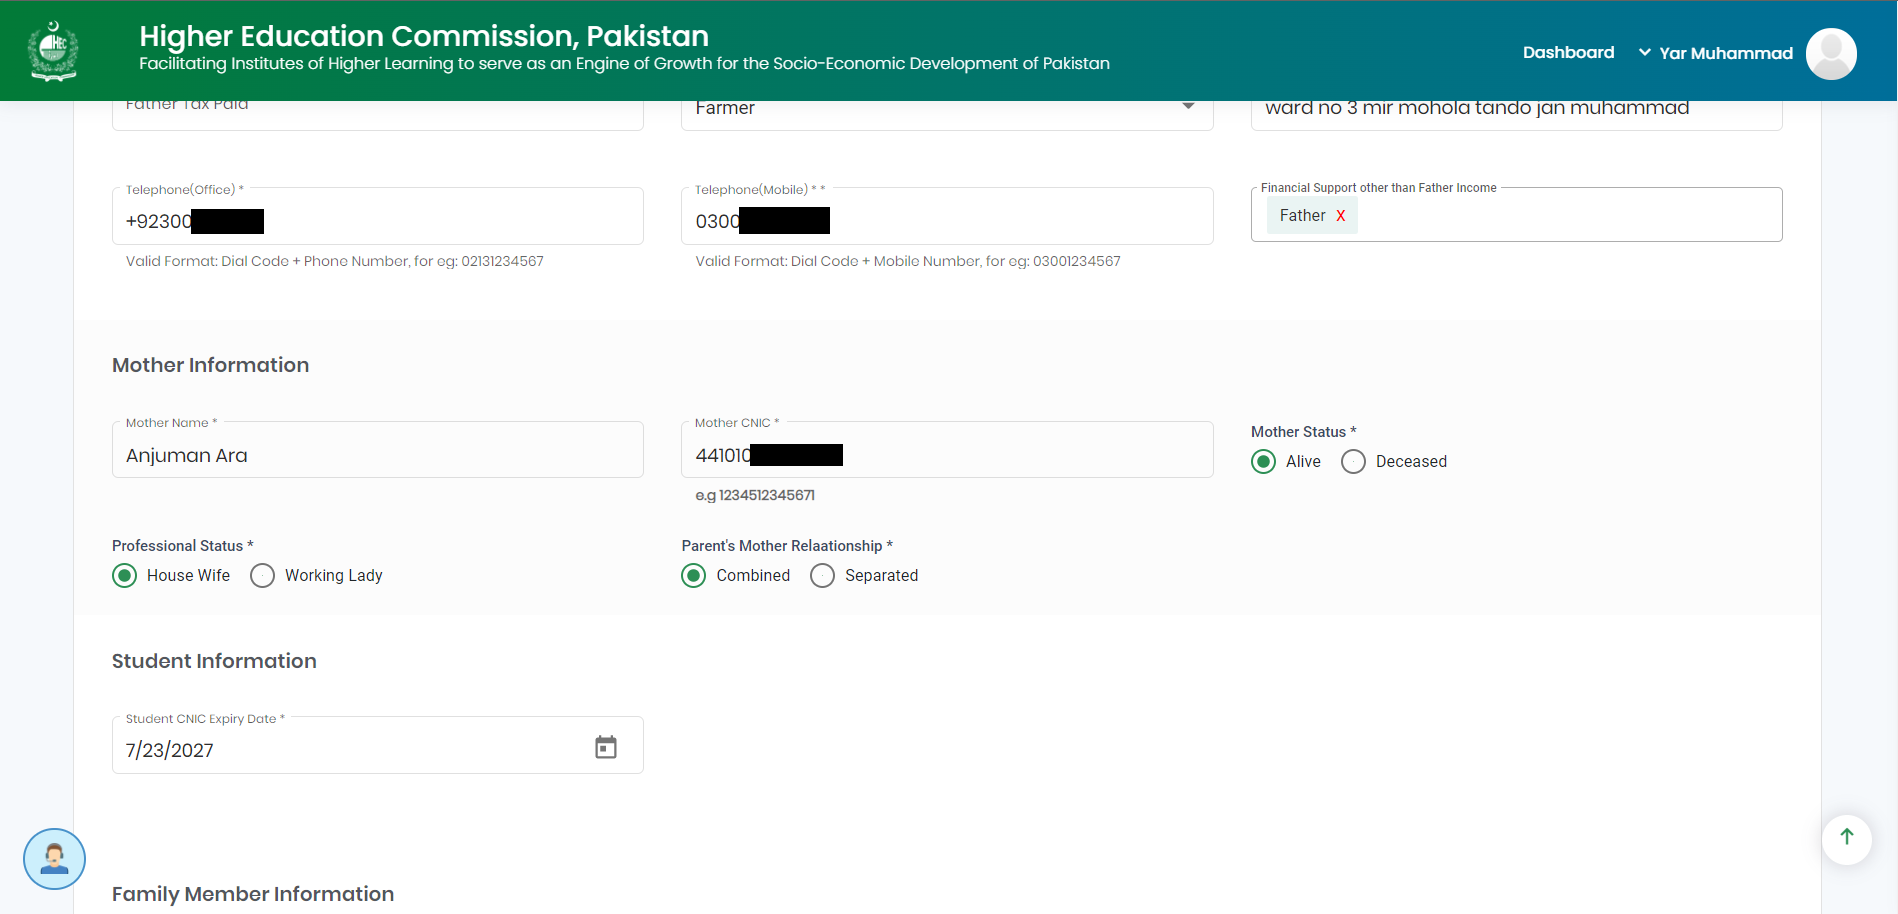 Higher Education Commission, Pakistan
Facilitating Institutes of Higher Learning to serve as an Engine of Growth for the Socio-Economic Development of Pakistan
Dashboard
Yar Muhammad
HEC
Father Tax Paid
Farmer
ward no 3 mir mohola tando jan muhammad
Telephone(Office) *
+92300
Valid Format: Dial Code + Phone Number, for eg: 02131234567
Telephone(Mobile) * *
0300
Valid Format: Dial Code + Mobile Number, for eg: 03001234567
Financial Support other than Father Income
Father X
Mother Information
Mother Name *
Anjuman Ara
Mother CNIC *
441010
e.g 1234512345671
Mother Status *
Alive
Deceased
Professional Status *
House Wife
Working Lady
Parent's Mother Relaationship *
Combined
Separated
Student Information
Student CNIC Expiry Date *
7/23/2027
Family Member Information